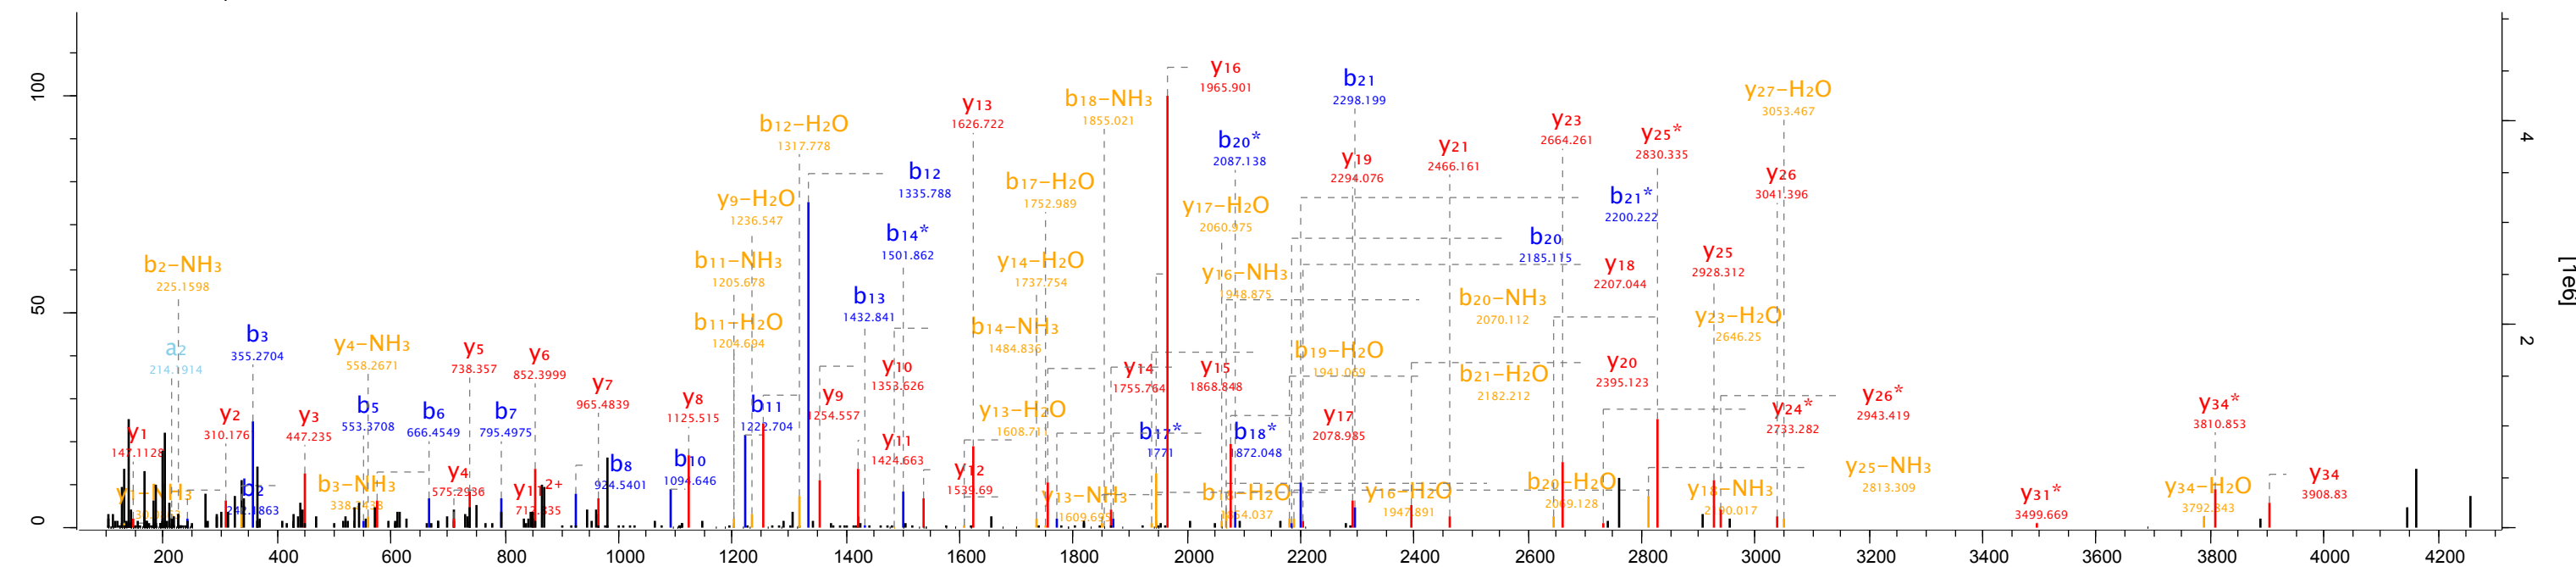 y16
1965.901
b21
2298.199
y27-H2O
3053.467
b18-NH3
1855.021
y13
1626.722
b12-H2O
1317.778
y23
2664.261
y25*
2830.335
b20*
2087.138
y21
2466.161
y19
2294.076
b12
1335.788
b17-H2O
1752.989
y26
3041.396
y9-H2O
1236.547
y17-H2O
2060.975
b21*
2200.222
b14*
1501.862
b20
2185.115
b2-NH3
225.1598
b11-NH3
1205.678
y14-H2O
1737.754
y16-NH3
1948.875
y18
2207.044
y25
2928.312
b13
1432.841
b20-NH3
2070.112
y23-H2O
2646.25
b11-H2O
1204.694
b14-NH3
1484.836
b3
355.2704
a2
214.1914
y4-NH3
558.2671
y5
738.357
y6
852.3999
b19-H2O
1941.069
y10
1353.626
y14
1755.764
y15
1868.848
b21-H2O
2182.212
y20
2395.123
y7
965.4839
y8
1125.515
b11
1222.704
y9
1254.557
y13-H2O
1608.711
y26*
2943.419
y24*
2733.282
y34*
3810.853
y1
147.1128
y2
310.176
y3
447.235
b5
553.3708
b6
666.4549
b7
795.4975
y11
1424.663
b17*
1771
b18*
1872.048
y17
2078.985
b8
924.5401
b10
1094.646
y12
1539.69
y25-NH3
2813.309
y34
3908.83
y4
575.2936
b2
242.1863
b3-NH3
y13-NH3
1609.695
y16-H2O
1947.891
b20-H2O
2069.128
y18-NH3
y31*
3499.669
y34-H2O
3792.843
0
50
100
2
4
[1e6]
200
400
600
800
1000
1200
1400
1600
1800
2000
2200
2400
2600
2800
3000
3200
3400
3600
3800
4000
4200